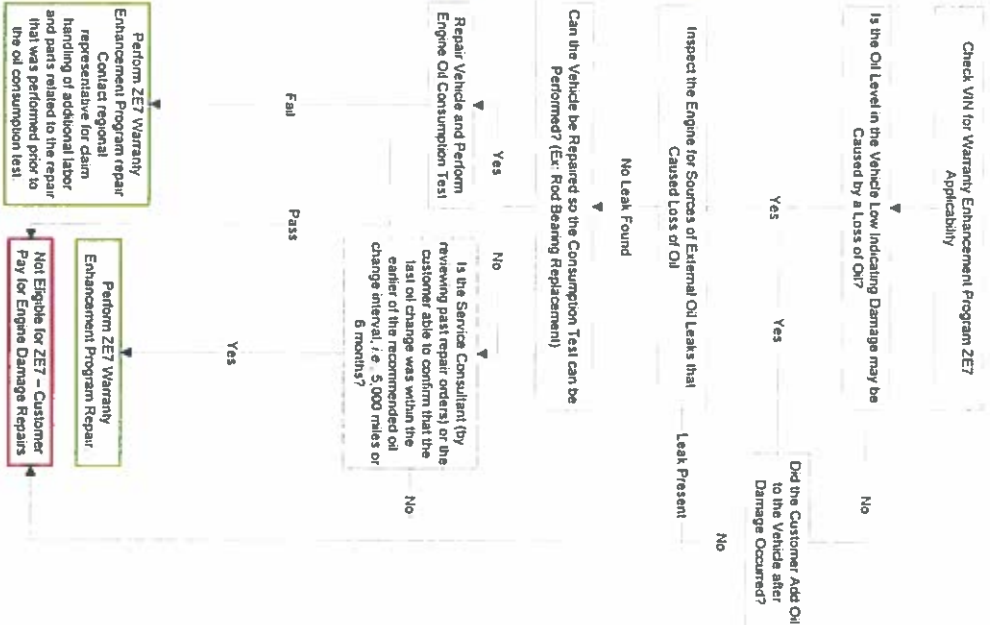 Check VIN for Warranty Enhancement Program ZE7
Applicability
Is the Oil Level in the Vehicle Low Indicating Damage may be
Caused by a Loss of Oil?
No
Yes
Yes
Did the Customer Add Oil
to the Vehicle after
Damage Occurred?
Inspect the Engine for Sources of External Oil Leaks that
Caused Loss of Oil
Leak Present
No
No Leak Found
Can the Vehicle be Repaired so the Consumption Test can be
Performed? (Ex: Rod Bearing Replacement)
Yes
No
Repair Vehicle and Perform
Engine Oil Consumption Test
Is the Service Consultant (by
reviewing past repair orders) or the
customer able to confirm that the
last oil change was within the
earlier of the recommended oil
change interval, i.e. 5,000 miles or
6 months?
No
Fail
Pass
Yes
Perform ZE7 Warranty
Enhancement Program repair
Contact regional
representative for claim
handling of additional labor
and parts related to the repair
that was performed prior to
the oil consumption test.
Perform ZE7 Warranty
Enhancement Program Repair.
Not Eligible for ZE7 – Customer
Pay for Engine Damage Repairs